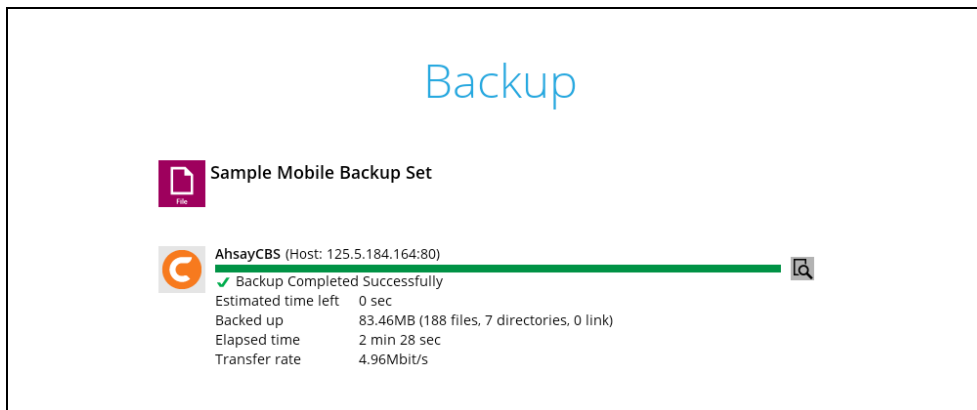 Backup
Sample Mobile Backup Set
File
AhsayCBS (Host: 125.5.184.164:80)
Backup Completed Successfully
Estimated time left 0 sec
Backed up 83.46MB (188 files, 7 directories, 0 link)
Elapsed time 2 min 28 sec
Transfer rate 4.96Mbit/s